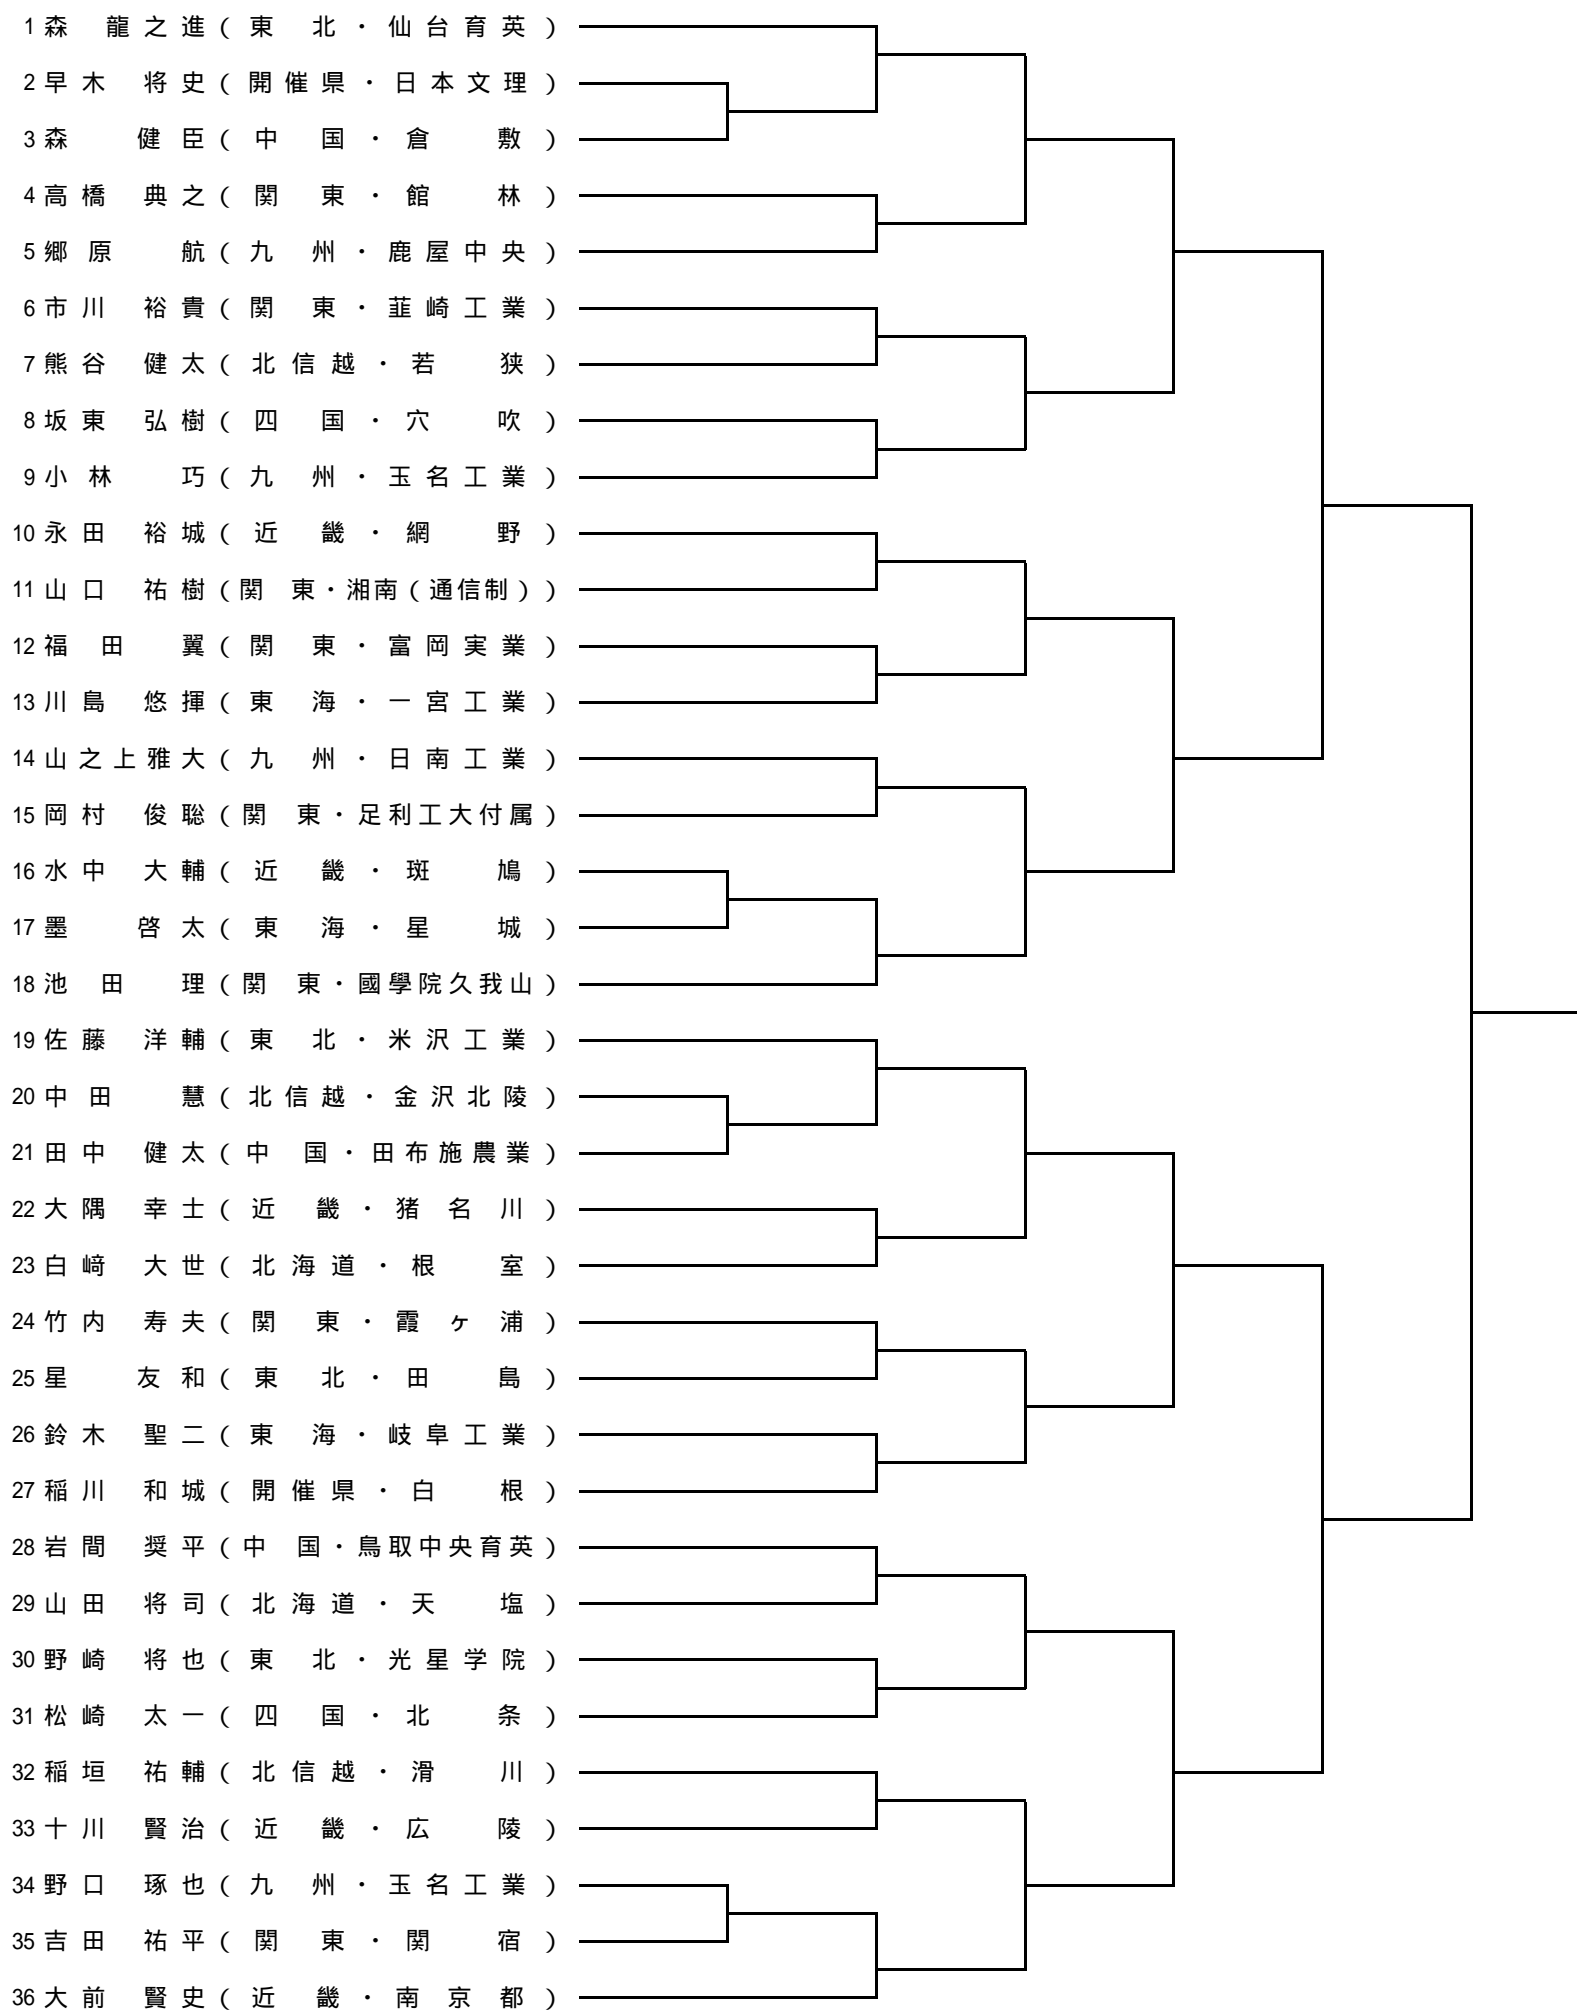 1 森 龍之進(東 北・仙台育英)
2 早木 将史(開催県・日本文理)
3 森 健臣(中 国・倉 敷)
4 高橋 典之(関 東・館 林)
5 郷原 航(九 州・鹿屋中央)
6 市川 裕貴(関 東・韮崎工業)
7 熊谷 健太(北信越・若 狭)
8 坂東 弘樹(四 国・穴 吹)
9 小林 巧(九 州・玉名工業)
10 永田 裕城(近 畿・網 野)
11 山口 祐樹(関 東・湘南(通信制))
12 福田 翼(関 東・富岡実業)
13 川島 悠揮(東 海・一宮工業)
14 山之上雅大(九 州・日南工業)
15 岡村 俊聡(関 東・足利工大付属)
16 水中 大輔(近 畿・斑 鳩)
17 墨 啓太(東 海・星 城)
18 池田 理(関 東・國學院久我山)
19 佐藤 洋輔(東 北・米沢工業)
20 中田 慧(北信越・金沢北陵)
21 田中 健太(中 国・田布施農業)
22 大隅 幸士(近 畿・猪名川)
23 白﨑 大世(北海道・根 室)
24 竹内 寿夫(関 東・霞ヶ浦)
25 星 友和(東 北・田 島)
26 鈴木 聖二(東 海・岐阜工業)
27 稲川 和城(開催県・白 根)
28 岩間 奨平(中 国・鳥取中央育英)
29 山田 将司(北海道・天 塩)
30 野崎 将也(東 北・光星学院)
31 松崎 太一(四 国・北 条)
32 稲垣 祐輔(北信越・滑 川)
33 十川 賢治(近 畿・広 陵)
34 野口 琢也(九 州・玉名工業)
35 吉田 祐平(関 東・関 宿)
36 大前 賢史(近 畿・南京都)